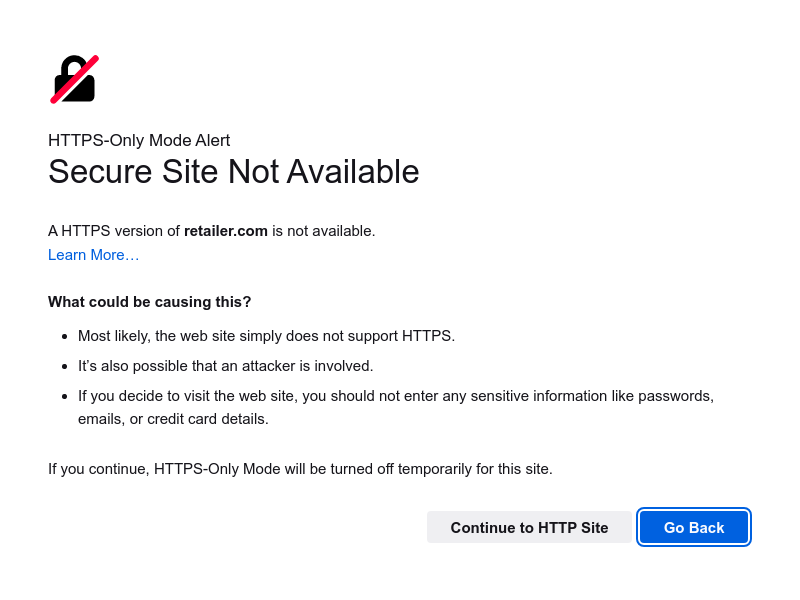 HTTPS-Only Mode Alert
Secure Site Not Available
A HTTPS version of retailer.com is not available.
Learn More…
What could be causing this?
• Most likely, the web site simply does not support HTTPS.
• It’s also possible that an attacker is involved.
• If you decide to visit the web site, you should not enter any sensitive information like passwords,
emails, or credit card details.
If you continue, HTTPS-Only Mode will be turned off temporarily for this site.
Continue to HTTP Site
Go Back